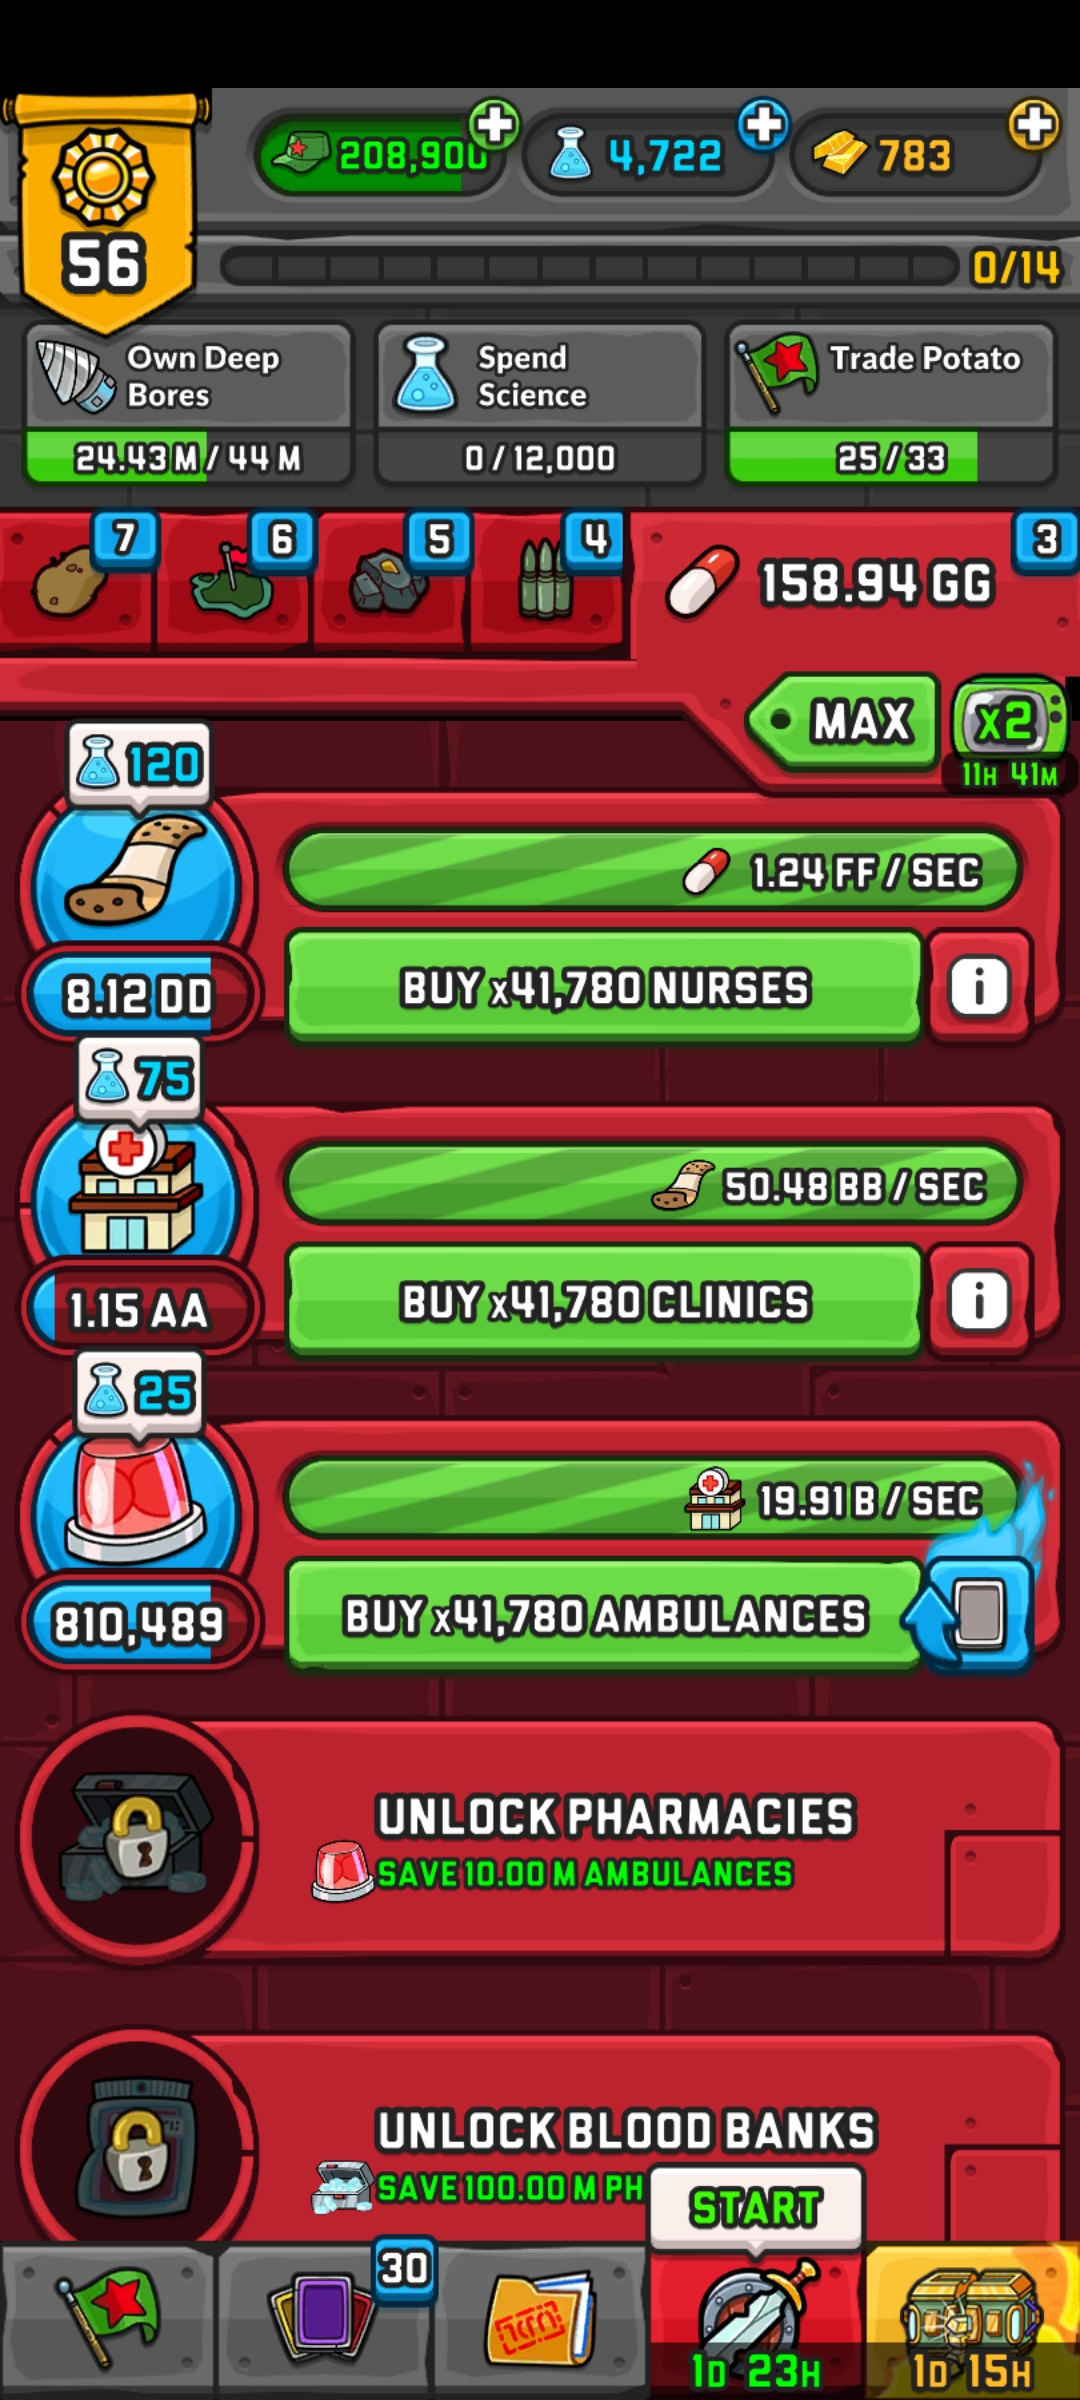 208,900
4,722
783
56
0/14
Own Deep Bores
24.43 M / 44 M
Spend Science
0 / 12,000
Trade Potato
25 / 33
7
6
5
4
158.94 GG
3
MAX
x2
11H 41M
120
1.24 FF / SEC
8.12 DD
BUY x41,780 NURSES
i
75
50.48 BB / SEC
1.15 AA
BUY x41,780 CLINICS
i
25
19.91 B / SEC
810,489
BUY x41,780 AMBULANCES
UNLOCK PHARMACIES
SAVE 10.00 M AMBULANCES
UNLOCK BLOOD BANKS
SAVE 100.00 M PH
START
30
1D 23H
1D 15H